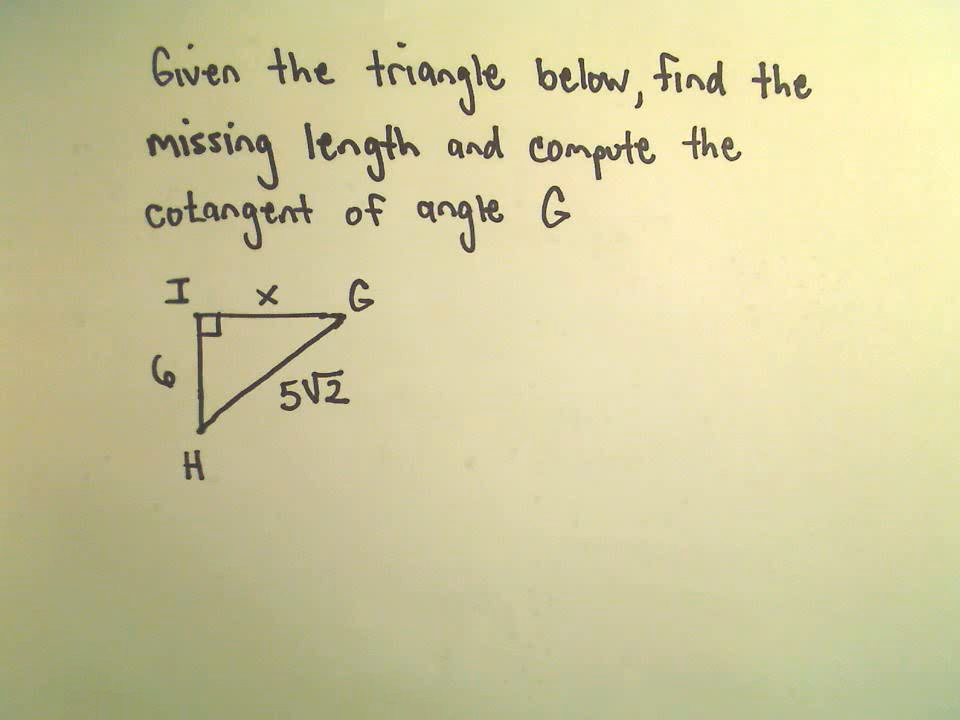 Given the triangle below, find the
missing length and compute the
cotangent of angle G
I x G
6
5√2
H